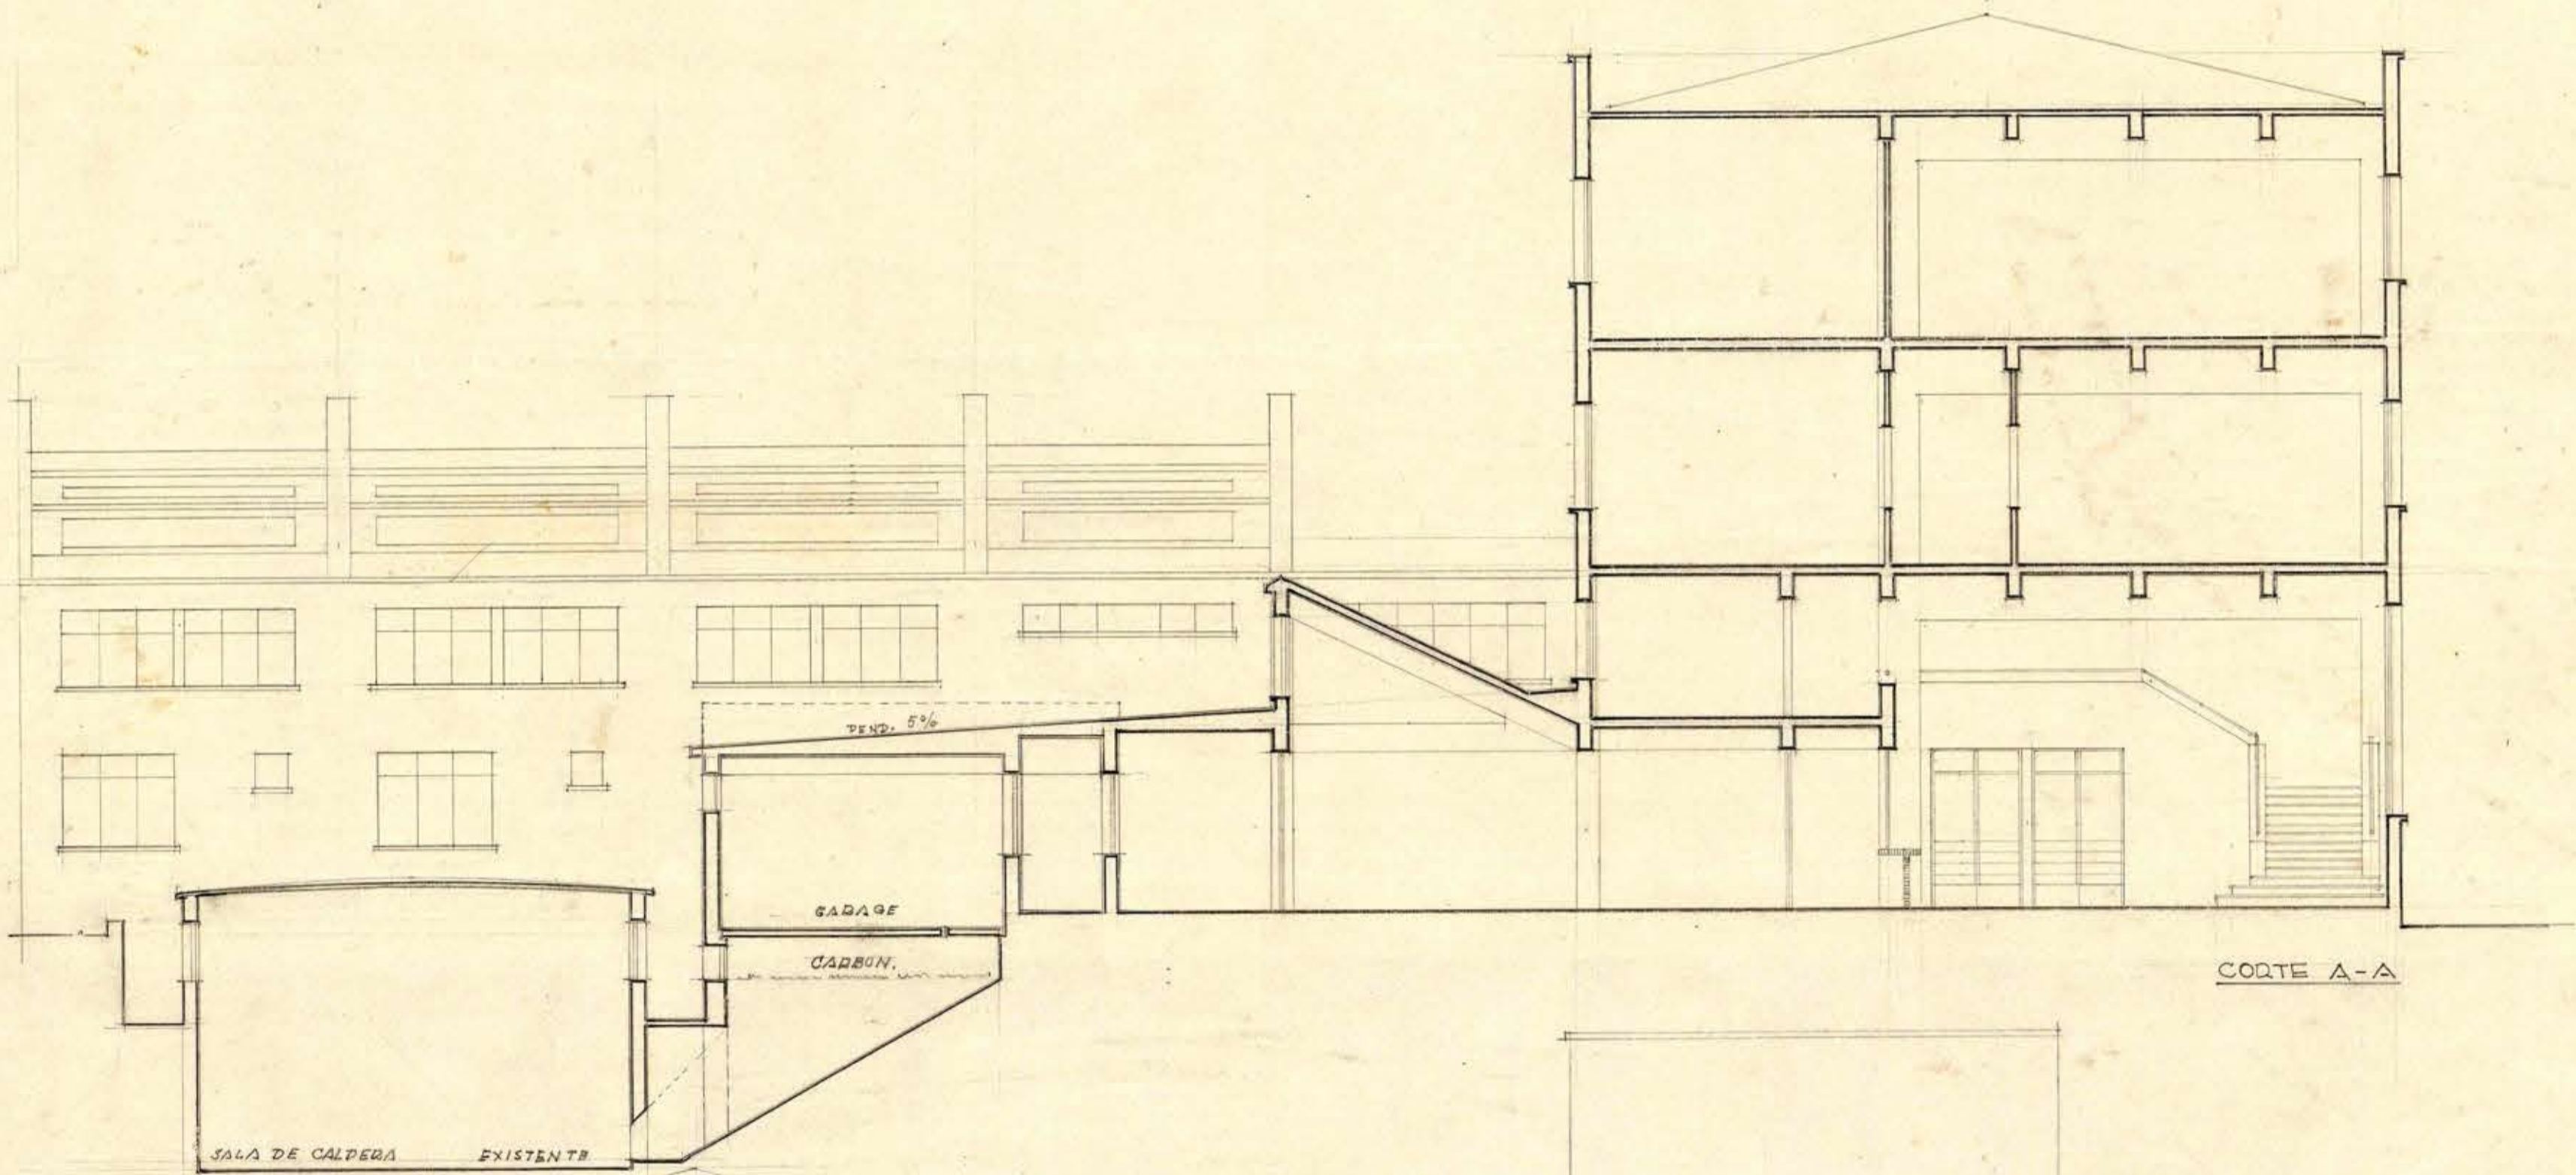 PEND. 5%
GARAGE
CARBON.
CORTE A-A
SALA DE CALDERA EXISTENTE